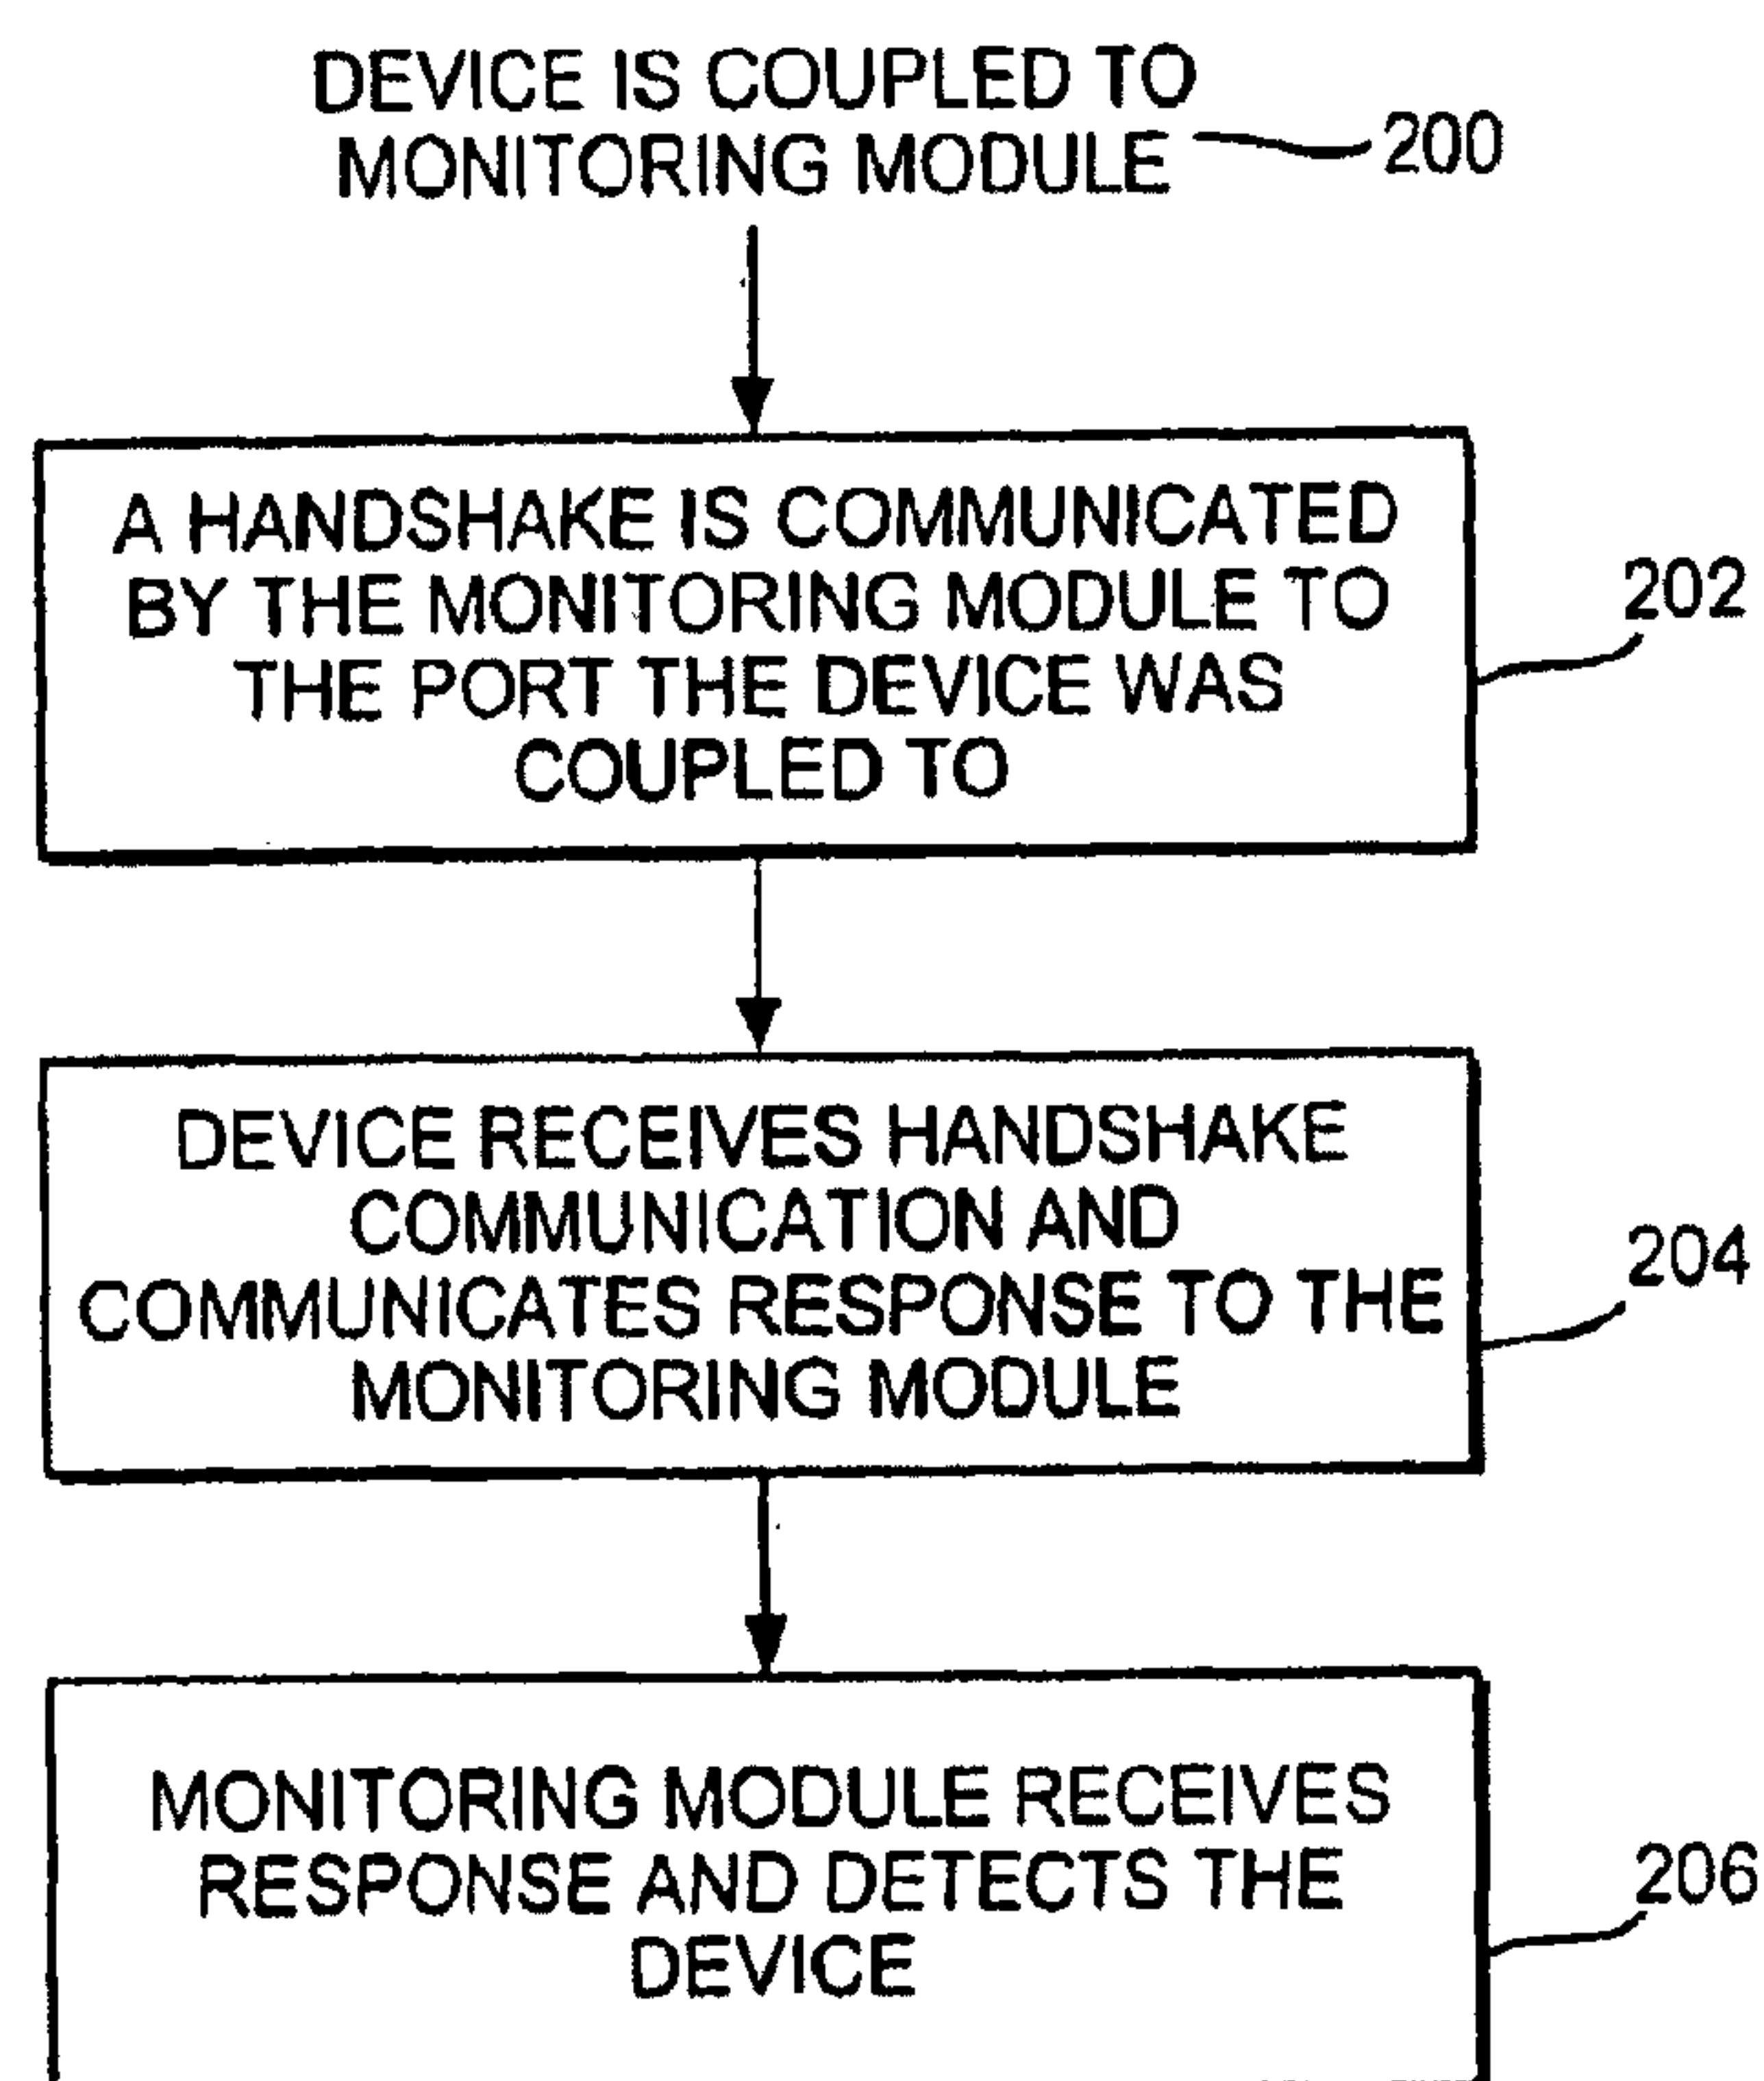 DEVICE IS COUPLED TO
MONITORING MODULE 200
A HANDSHAKE IS COMMUNICATED
BY THE MONITORING MODULE TO
THE PORT THE DEVICE WAS
COUPLED TO
202
DEVICE RECEIVES HANDSHAKE
COMMUNICATION AND
COMMUNICATES RESPONSE TO THE
MONITORING MODULE
204
MONITORING MODULE RECEIVES
RESPONSE AND DETECTS THE
DEVICE
206